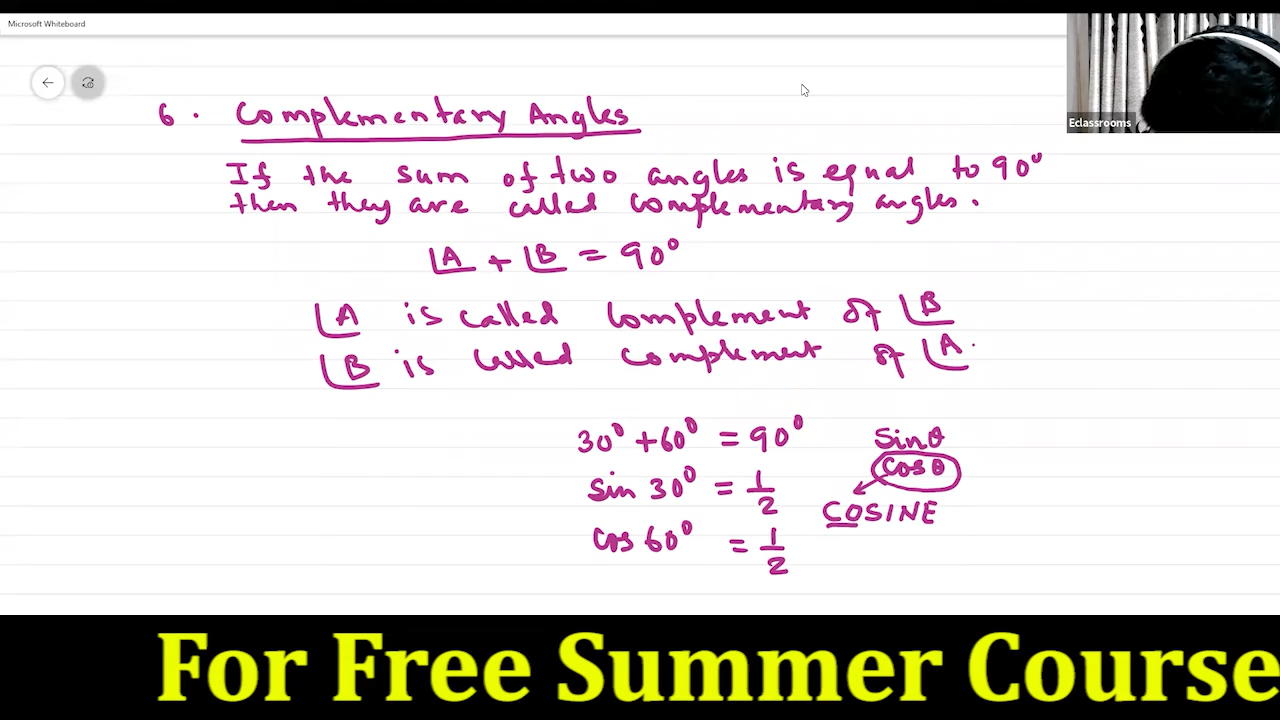 Microsoft Whiteboard
Eclassrooms
6. Complementary Angles
If the sum of two angles is equal to 90°
then they are called complementary angles.
∠A + ∠B = 90°
∠A is called complement of ∠B
∠B is called complement of ∠A.
30° + 60° = 90°
sin θ
cos θ
sin 30° = 1/2
COSINE
cos 60° = 1/2
For Free Summer Course